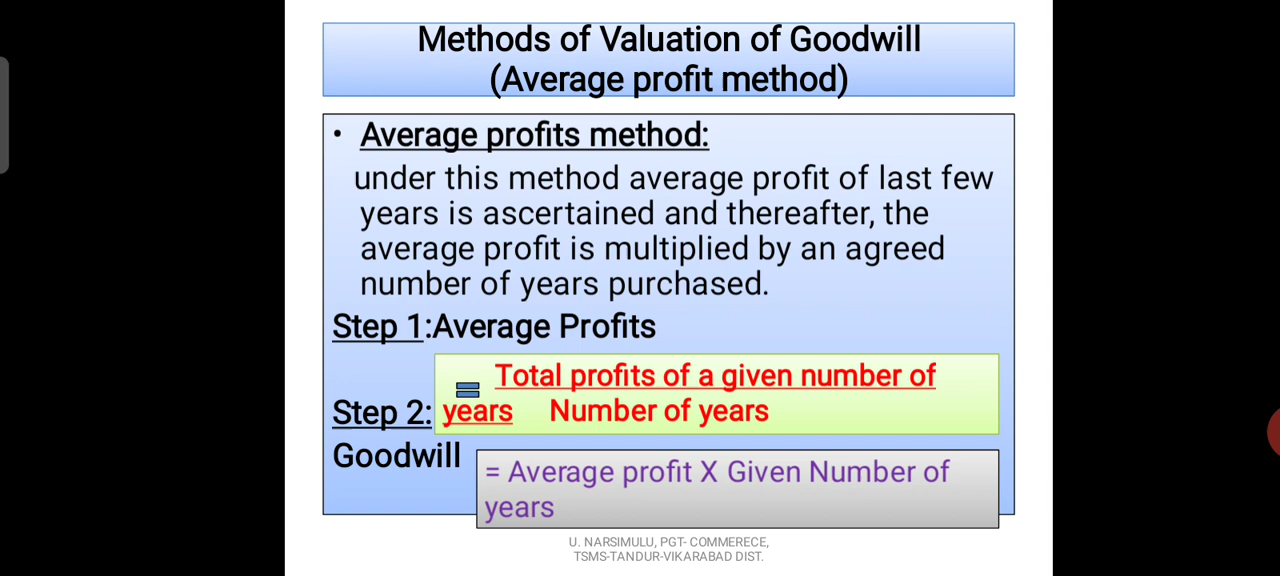 Methods of Valuation of Goodwill
(Average profit method)
• Average profits method:
under this method average profit of last few
years is ascertained and thereafter, the
average profit is multiplied by an agreed
number of years purchased.
Step 1:Average Profits
= Total profits of a given number of
years Number of years
Step 2:
Goodwill
= Average profit X Given Number of
years
U. NARSIMULU, PGT- COMMERECE,
TSMS-TANDUR-VIKARABAD DIST.